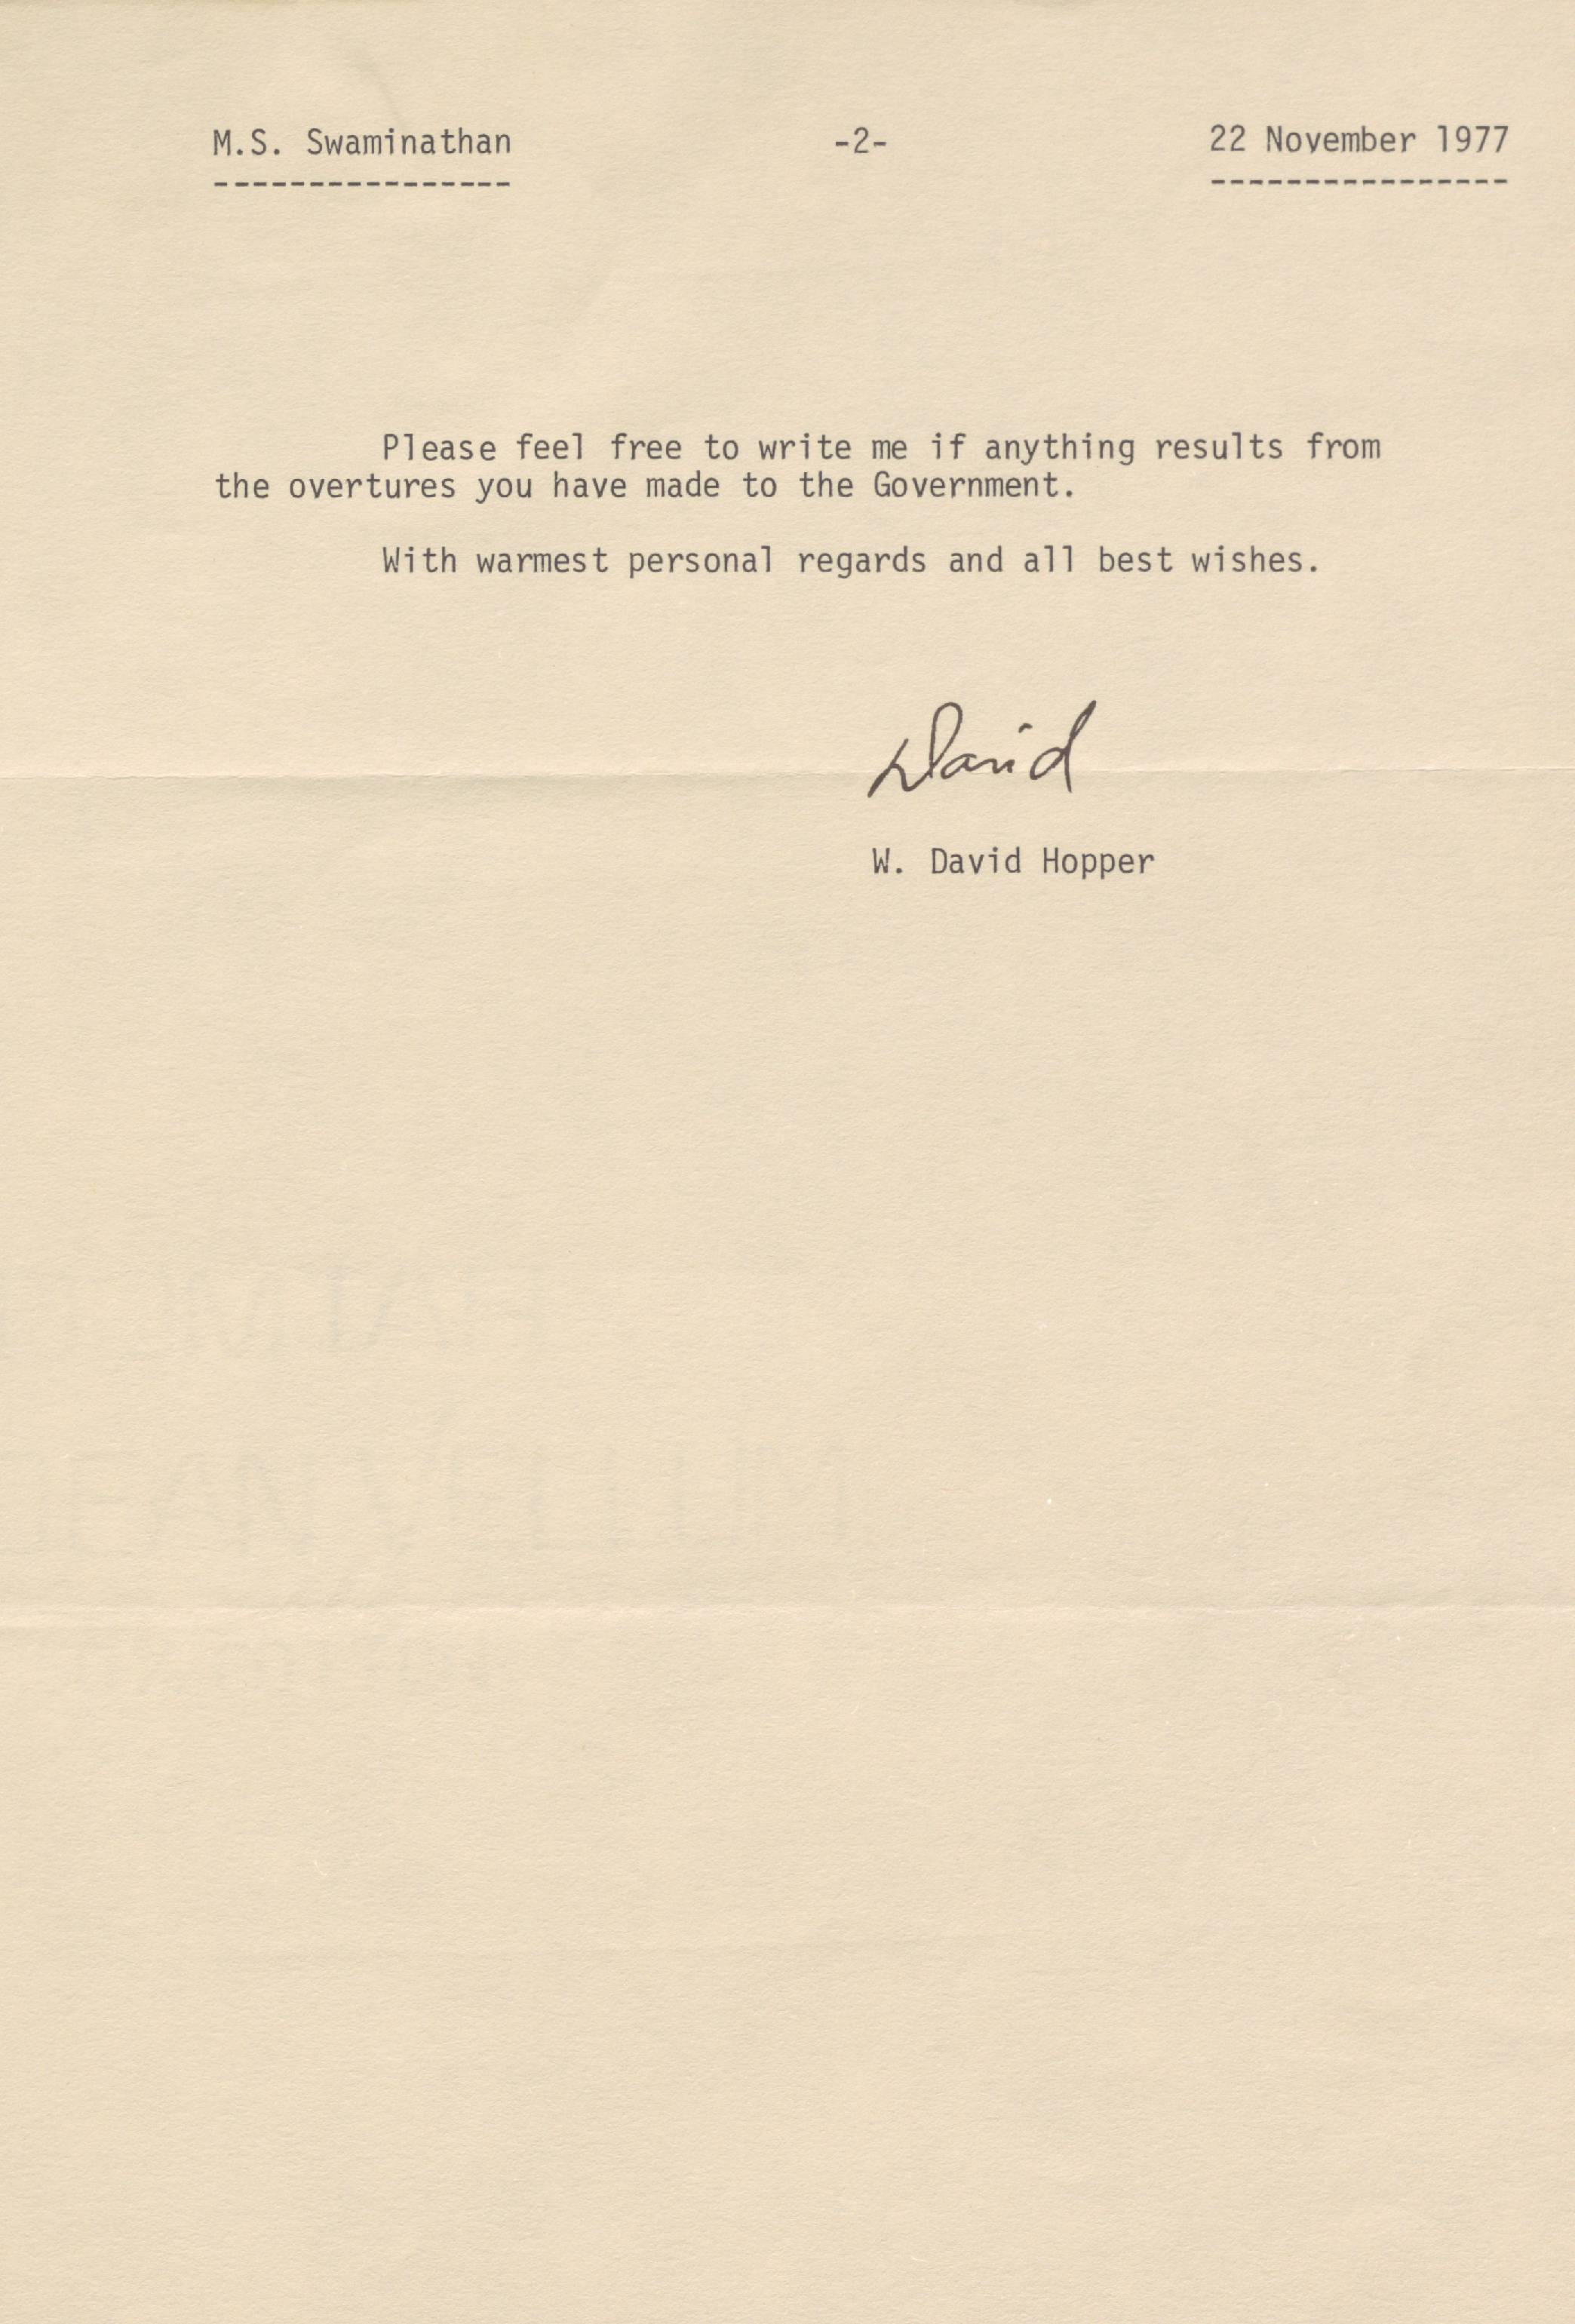 M.S. Swaminathan -2- 22 November 1977
---------------- ----------------
Please feel free to write me if anything results from
the overtures you have made to the Government.
With warmest personal regards and all best wishes.
David
W. David Hopper